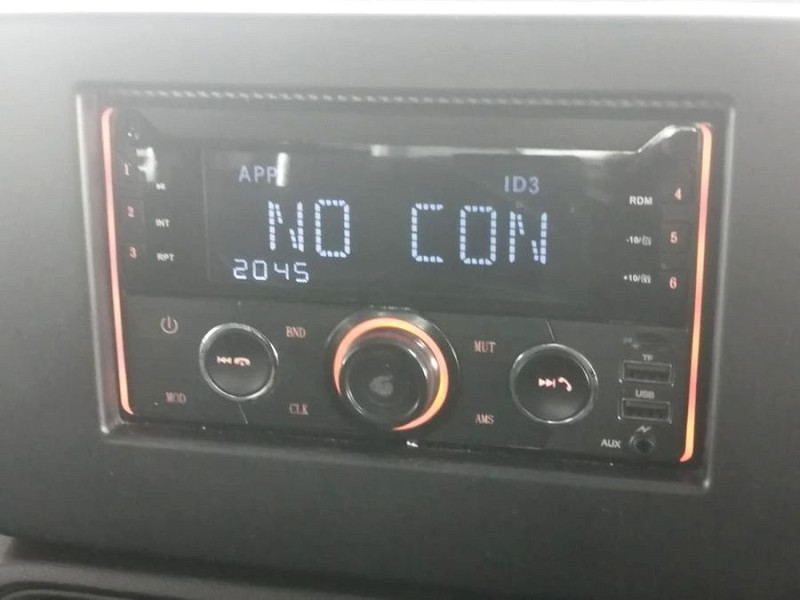 APP
ID3
NO CON
2045
1
2
INT
3
RPT
RDM
4
-10/
5
+10/
6
BND
MUT
MOD
CLK
AMS
TF
USB
AUX